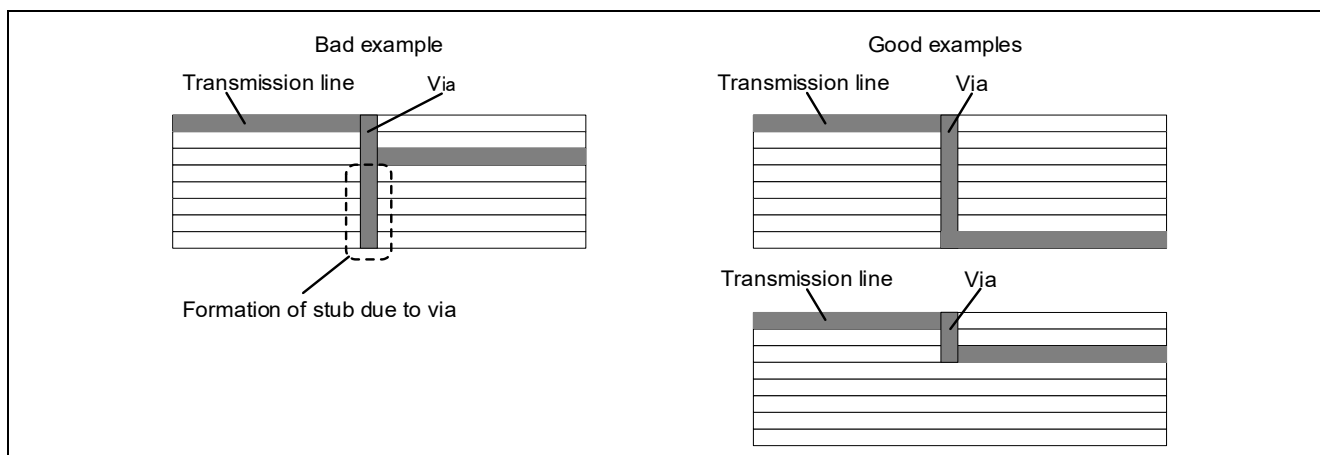 Bad example
Transmission line
Via
Formation of stub due to via
Good examples
Transmission line
Via
Transmission line
Via